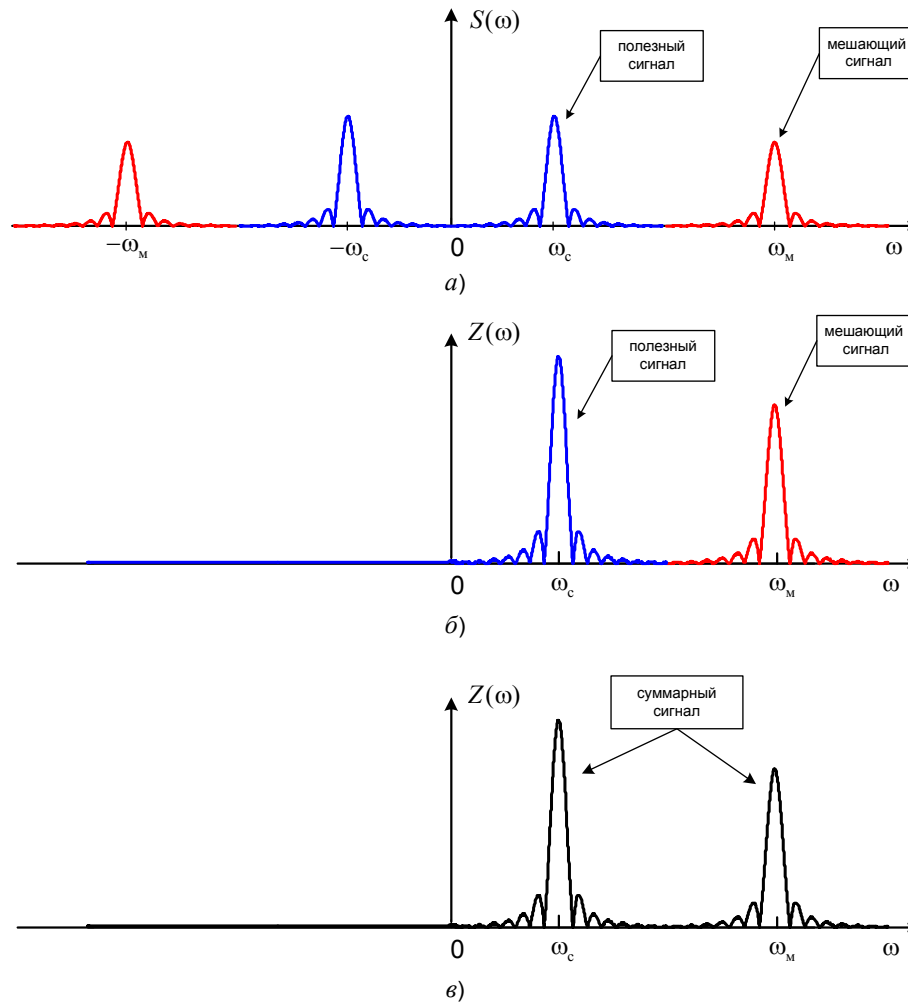 S(ω)
полезный
сигнал
мешающий
сигнал
−ωм
−ωс
0
ωс
ωм
ω
а)
Z(ω)
полезный
сигнал
мешающий
сигнал
0
ωс
ωм
ω
б)
Z(ω)
суммарный
сигнал
0
ωс
ωм
ω
в)